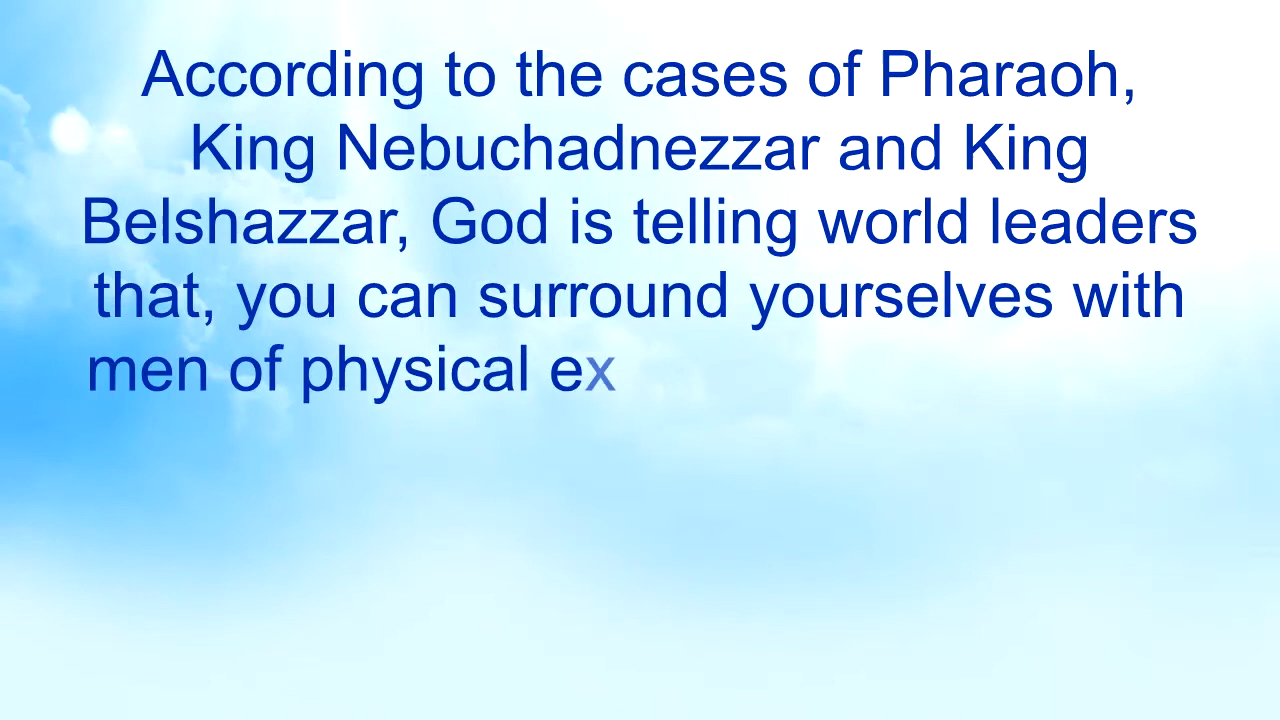 According to the cases of Pharaoh,
King Nebuchadnezzar and King
Belshazzar, God is telling world leaders
that, you can surround yourselves with
men of physical ex